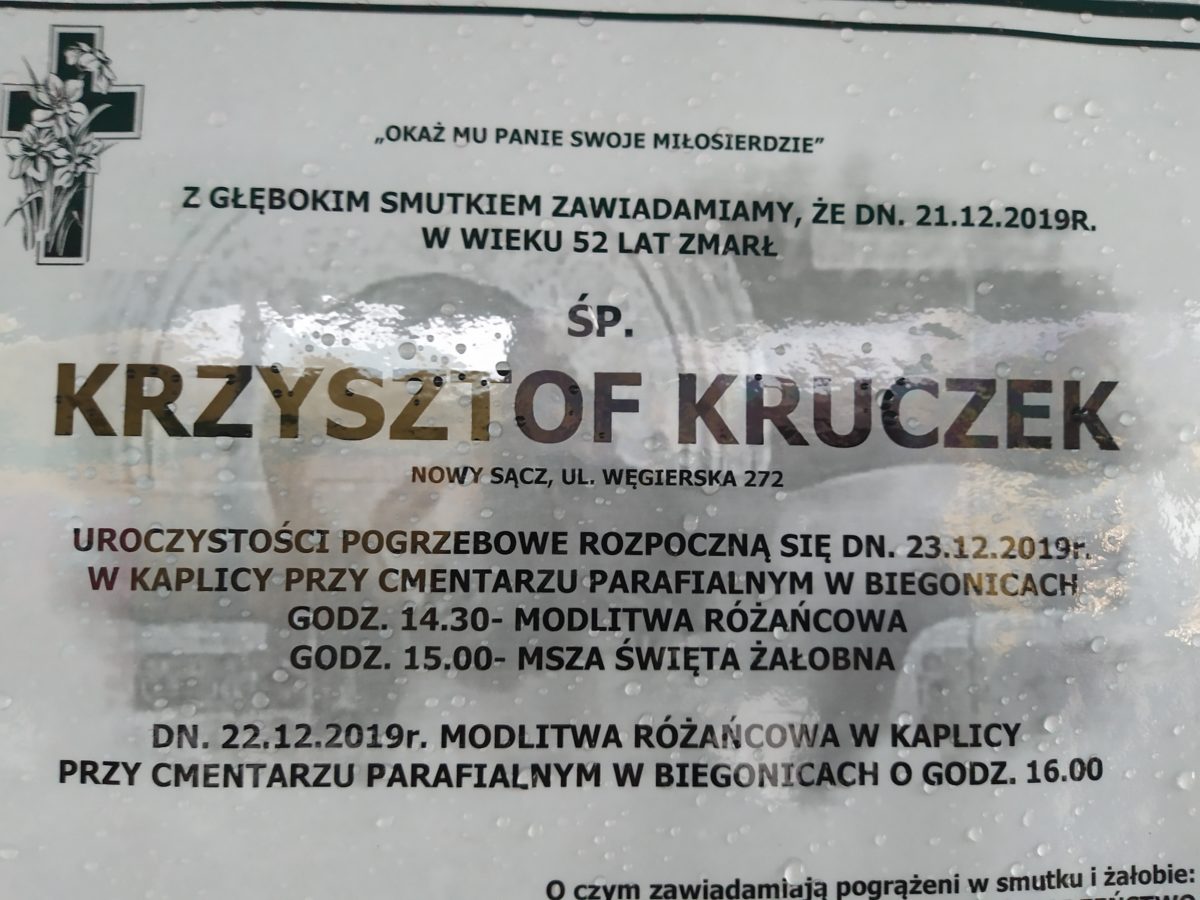 „OKAŻ MU PANIE SWOJE MIŁOSIERDZIE”
Z GŁĘBOKIM SMUTKIEM ZAWIADAMIAMY, ŻE DN. 21.12.2019R.
W WIEKU 52 LAT ZMARŁ
ŚP.
KRZYSZTOF KRUCZEK
NOWY SĄCZ, UL. WĘGIERSKA 272
UROCZYSTOŚCI POGRZEBOWE ROZPOCZNĄ SIĘ DN. 23.12.2019r.
W KAPLICY PRZY CMENTARZU PARAFIALNYM W BIEGONICACH
GODZ. 14.30- MODLITWA RÓŻAŃCOWA
GODZ. 15.00- MSZA ŚWIĘTA ŻAŁOBNA
DN. 22.12.2019r. MODLITWA RÓŻAŃCOWA W KAPLICY
PRZY CMENTARZU PARAFIALNYM W BIEGONICACH O GODZ. 16.00
O czym zawiadamiają pogrążeni w smutku i żałobie: